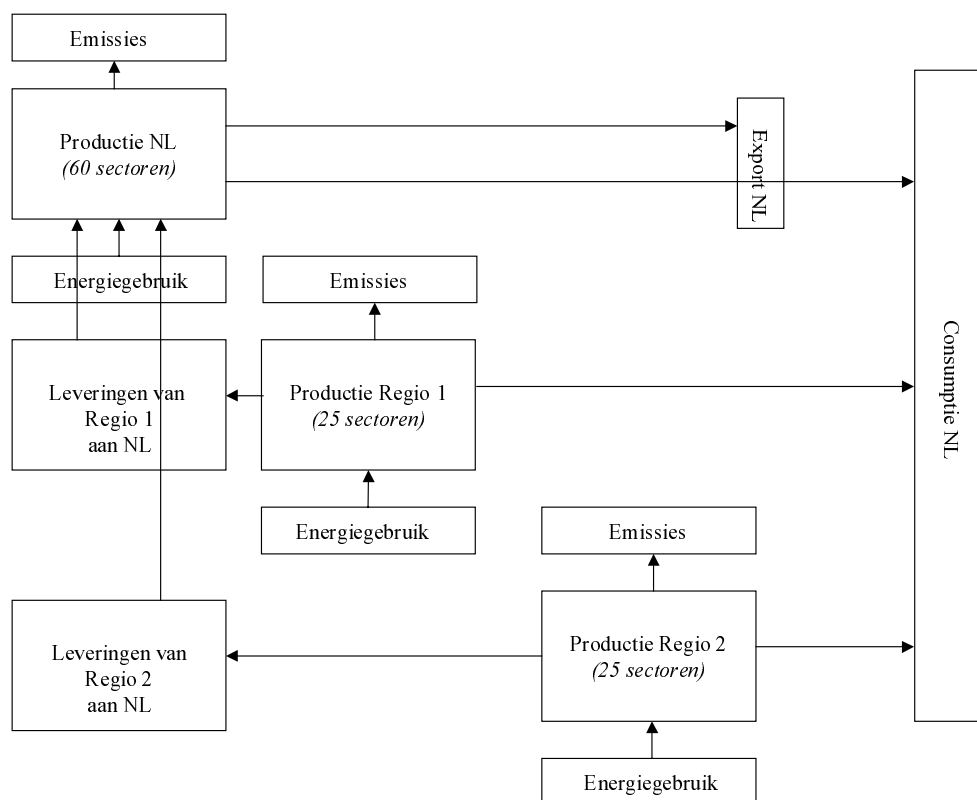 Emissies
Productie NL
(60 sectoren)
Export NL
Energiegebruik
Emissies
Consumptie NL
Leveringen van
Regio 1
aan NL
Productie Regio 1
(25 sectoren)
Energiegebruik
Emissies
Leveringen van
Regio 2
aan NL
Productie Regio 2
(25 sectoren)
Energiegebruik